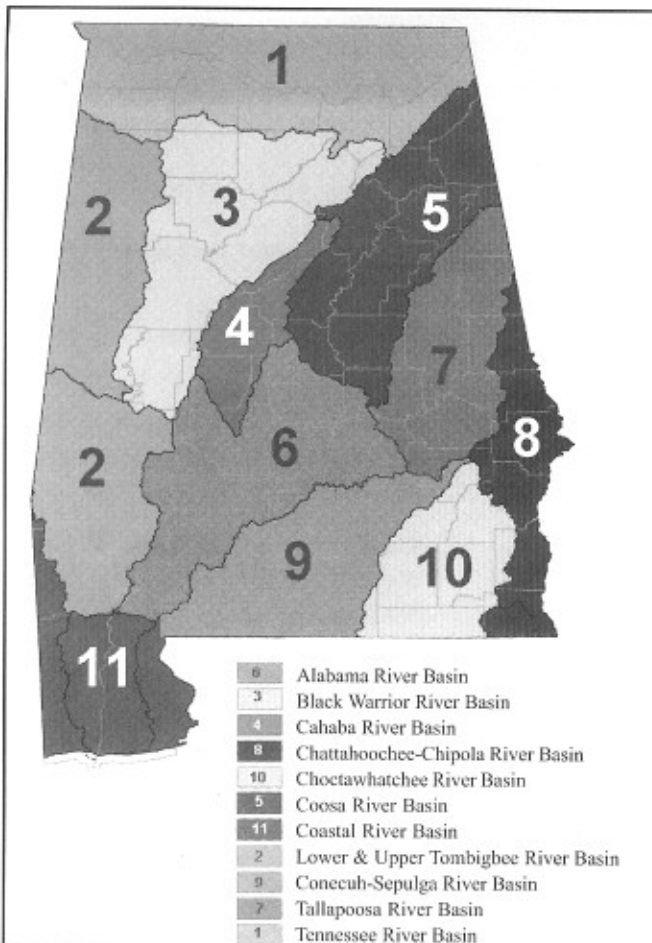 1
2
3
5
4
7
8
2
6
9
10
11
6 Alabama River Basin
3 Black Warrior River Basin
4 Cahaba River Basin
8 Chattahoochee-Chipola River Basin
10 Choctawhatchee River Basin
5 Coosa River Basin
11 Coastal River Basin
2 Lower & Upper Tombigbee River Basin
9 Conecuh-Sepulga River Basin
7 Tallapoosa River Basin
1 Tennessee River Basin